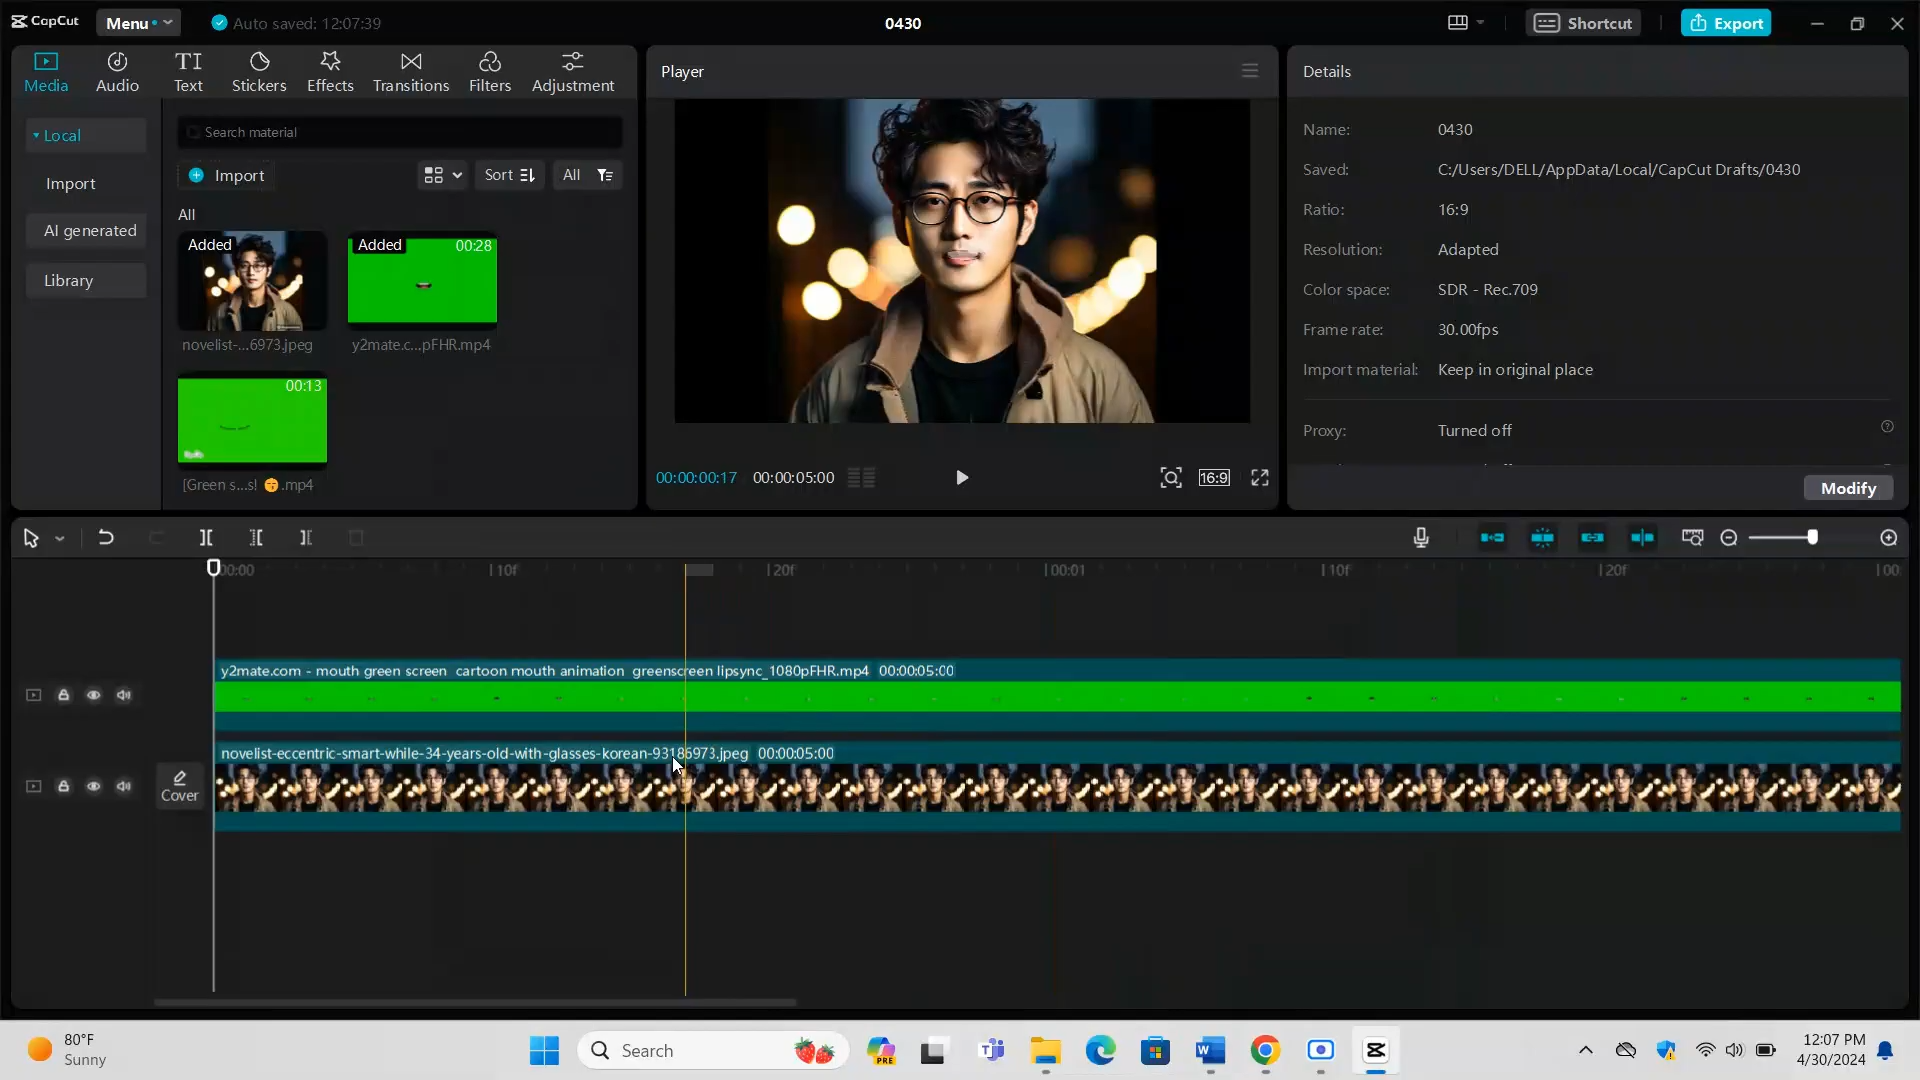 CapCut
Menu
Auto saved: 12:07:39
0430
Shortcut
Export
Media
Audio
Text
Stickers
Effects
Transitions
Filters
Adjustment
Player
Details
Local
Import
AI generated
Library
Search material
Import
Sort
All
All
Added
novelist-...6973.jpeg
Added
00:28
y2mate.c...pFHR.mp4
00:13
[Green s...s! 😙.mp4
00:00:00:17
00:00:05:00
16:9
Name: 0430
Saved: C:/Users/DELL/AppData/Local/CapCut Drafts/0430
Ratio: 16:9
Resolution: Adapted
Color space: SDR - Rec.709
Frame rate: 30.00fps
Import material: Keep in original place
Proxy: Turned off
Modify
00:00
10f
20f
00:01
10f
20f
00
y2mate.com - mouth green screen cartoon mouth animation greenscreen lipsync_1080pFHR.mp4 00:00:05:00
novelist-eccentric-smart-while-34-years-old-with-glasses-korean-93186973.jpeg 00:00:05:00
Cover
80°F
Sunny
Search
PRE
12:07 PM
4/30/2024